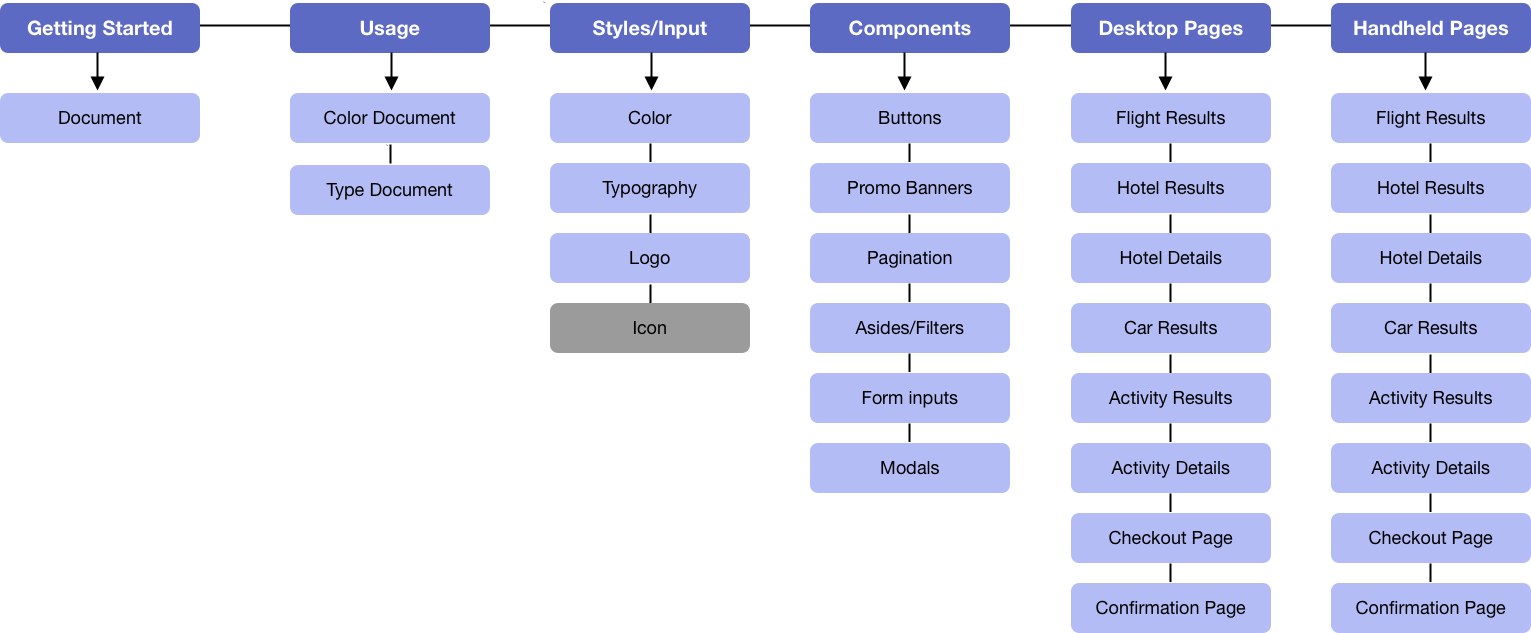 Getting Started
Usage
Styles/Input
Components
Desktop Pages
Handheld Pages
Document
Color Document
Color
Buttons
Flight Results
Flight Results
Type Document
Typography
Promo Banners
Hotel Results
Hotel Results
Logo
Pagination
Hotel Details
Hotel Details
Icon
Asides/Filters
Car Results
Car Results
Form inputs
Activity Results
Activity Results
Modals
Activity Details
Activity Details
Checkout Page
Checkout Page
Confirmation Page
Confirmation Page